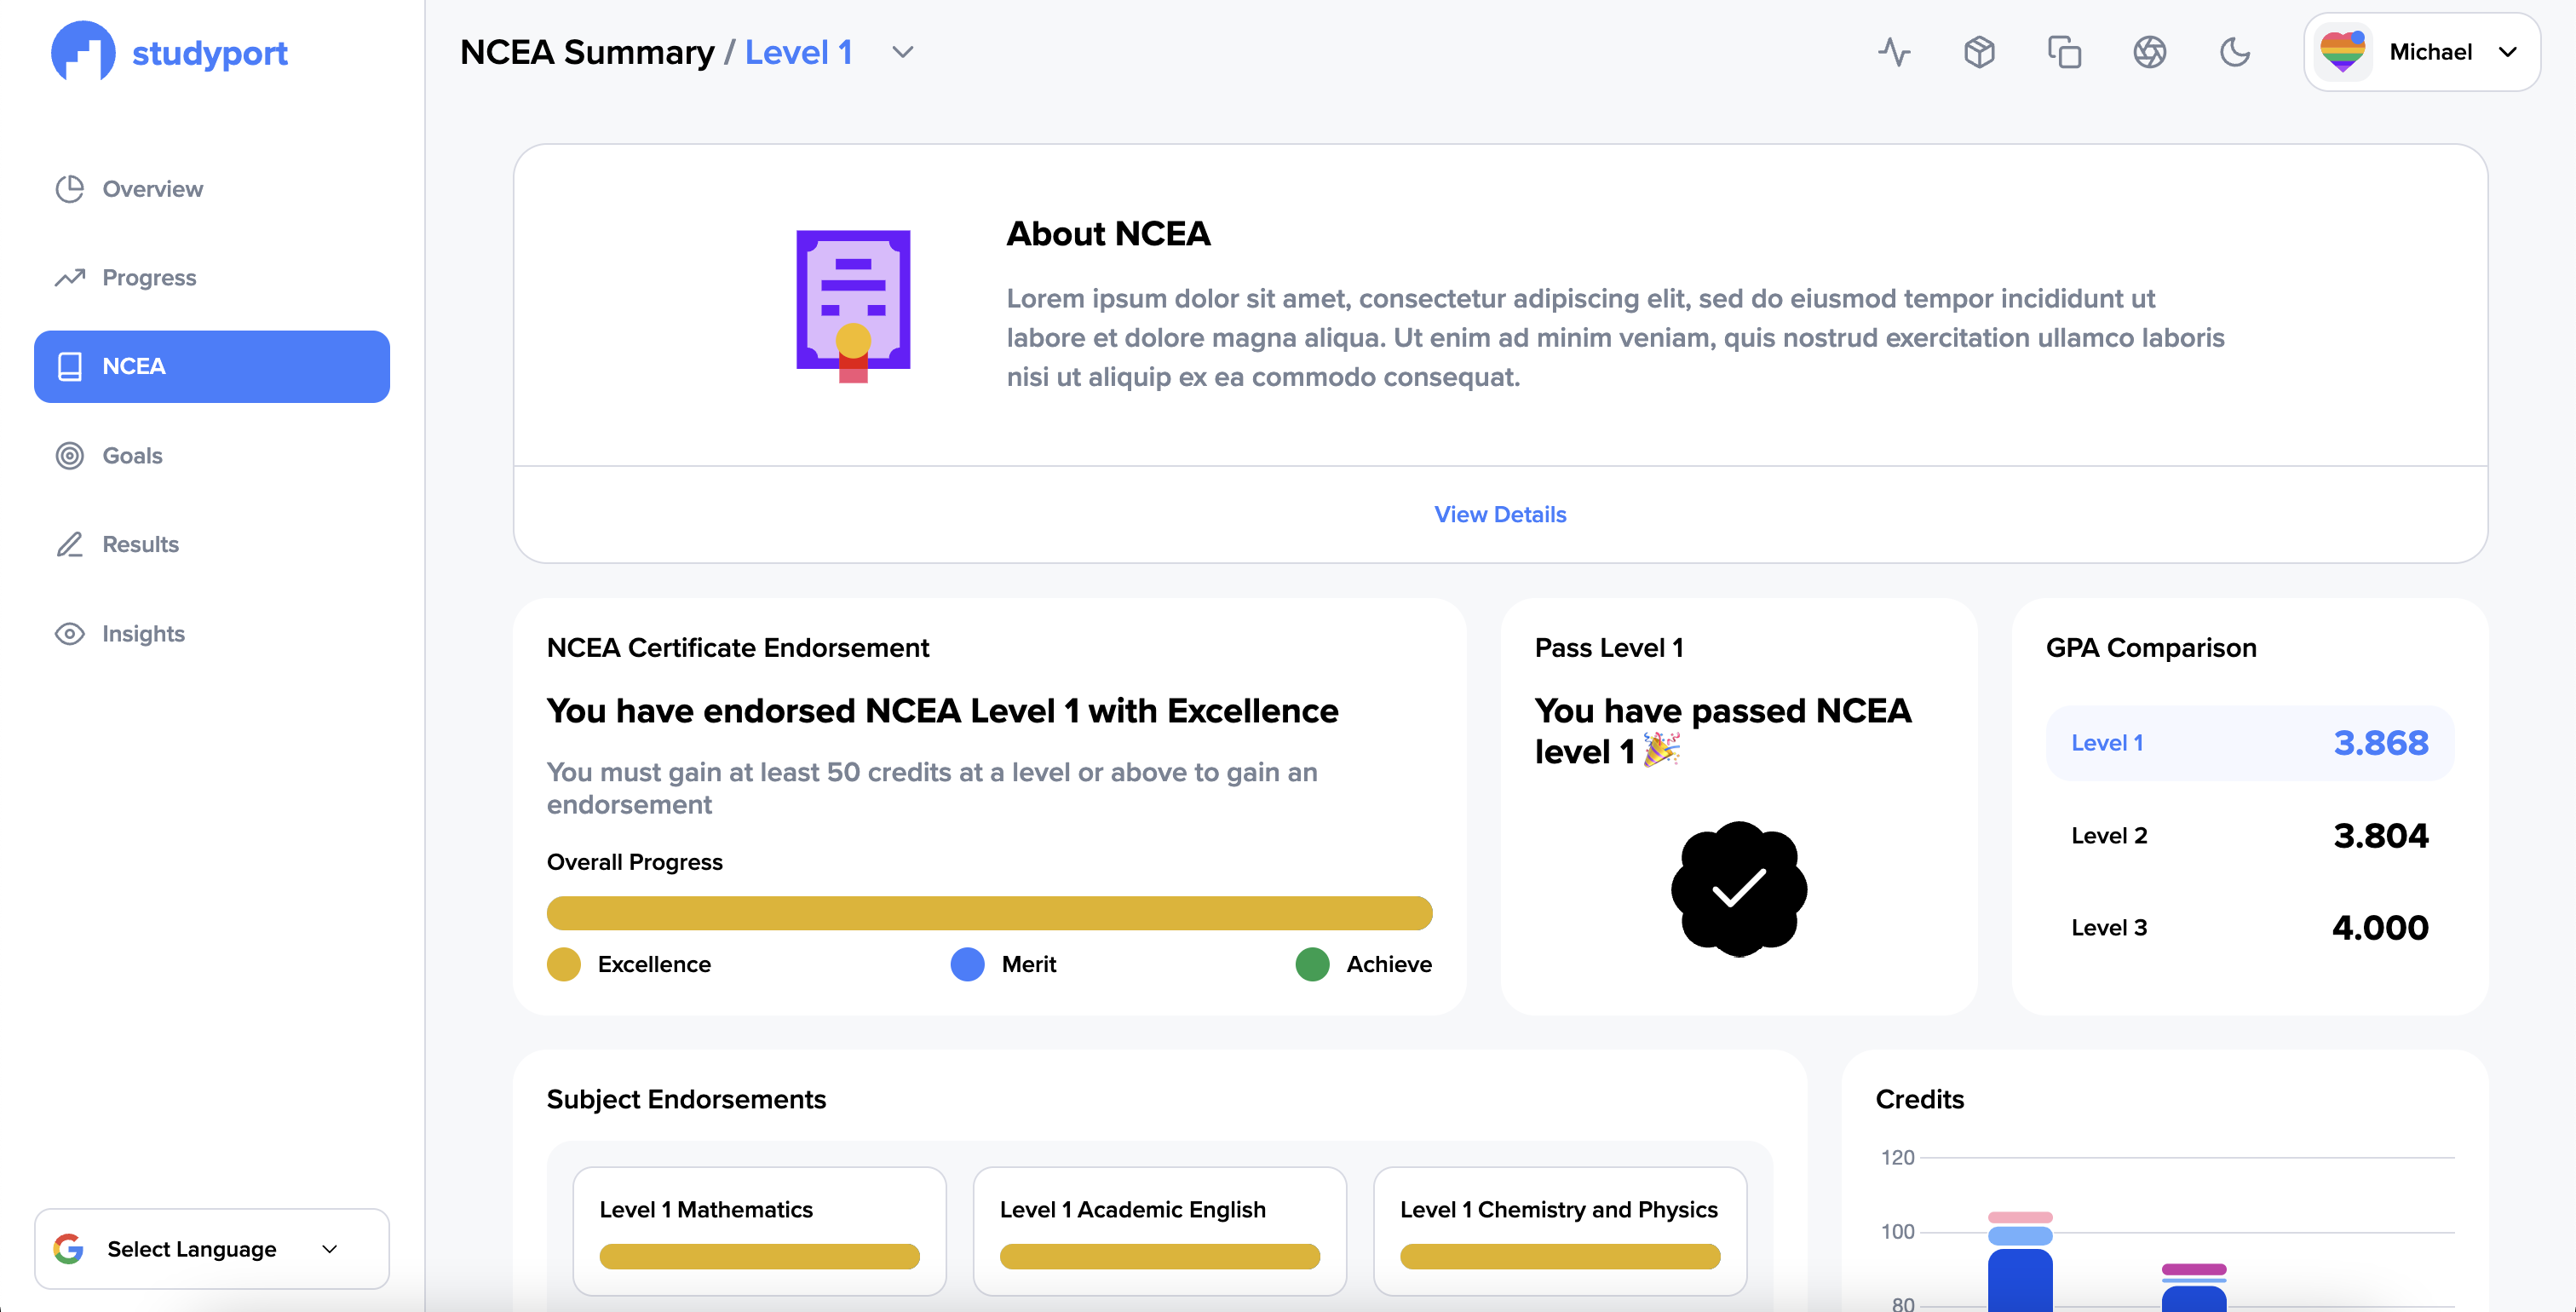 studyport
NCEA Summary / Level 1
Michael
Overview
Progress
NCEA
Goals
Results
Insights
Select Language
About NCEA
Lorem ipsum dolor sit amet, consectetur adipiscing elit, sed do eiusmod tempor incididunt ut
labore et dolore magna aliqua. Ut enim ad minim veniam, quis nostrud exercitation ullamco laboris
nisi ut aliquip ex ea commodo consequat.
View Details
NCEA Certificate Endorsement
You have endorsed NCEA Level 1 with Excellence
You must gain at least 50 credits at a level or above to gain an
endorsement
Overall Progress
Excellence
Merit
Achieve
Pass Level 1
You have passed NCEA
level 1 🎉
GPA Comparison
Level 1 3.868
Level 2 3.804
Level 3 4.000
Subject Endorsements
Level 1 Mathematics
Level 1 Academic English
Level 1 Chemistry and Physics
Credits
120
100
80